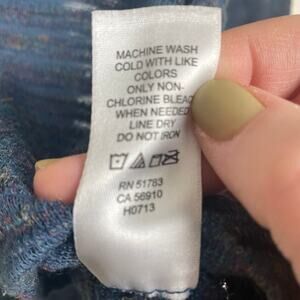 MACHINE WASH
COLD WITH LIKE
COLORS
ONLY NON-
CHLORINE BLEAC
WHEN NEEDED
LINE DRY
DO NOT IRON
RN 51783
CA 56910
H0713